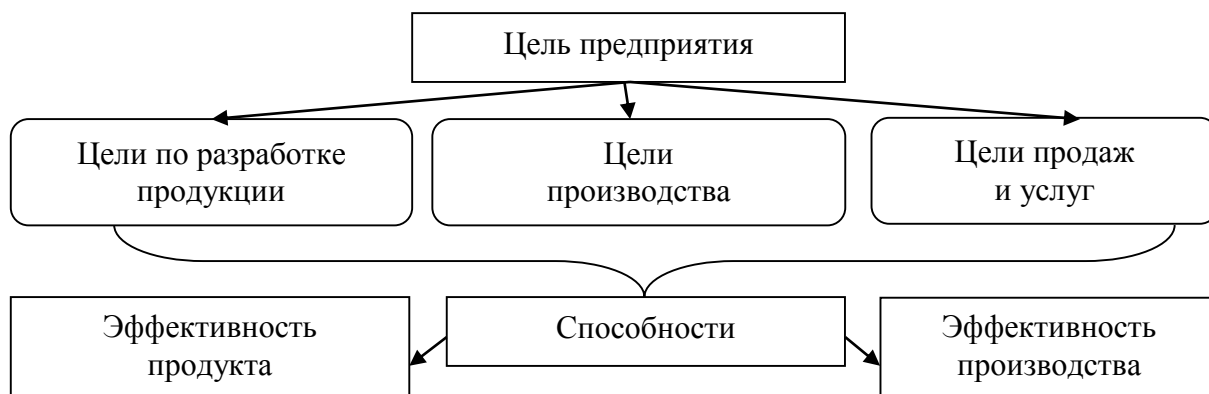 Цель предприятия
Цели по разработке
продукции
Цели
производства
Цели продаж
и услуг
Эффективность
продукта
Способности
Эффективность
производства